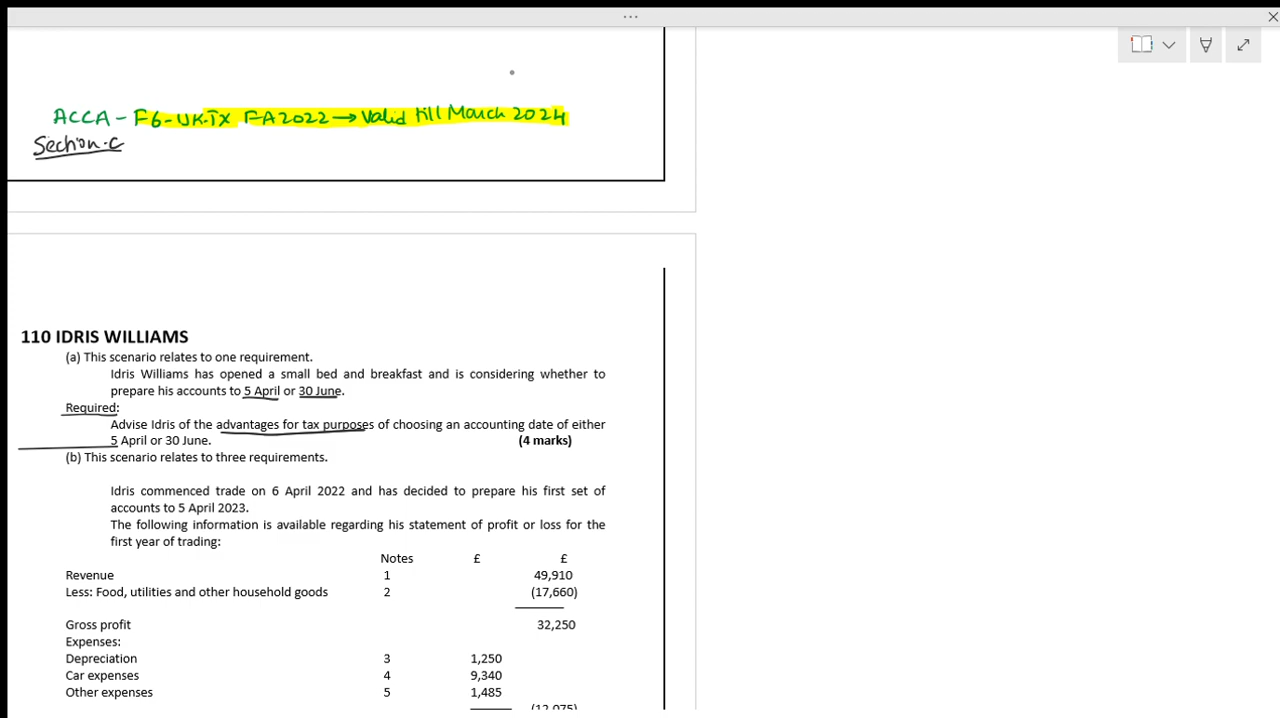 ACCA - F6-UK-TX FA2022 → Valid till March 2024
Section-C
110 IDRIS WILLIAMS
(a) This scenario relates to one requirement.
Idris Williams has opened a small bed and breakfast and is considering whether to
prepare his accounts to 5 April or 30 June.
Required:
Advise Idris of the advantages for tax purposes of choosing an accounting date of either
5 April or 30 June. (4 marks)
(b) This scenario relates to three requirements.
Idris commenced trade on 6 April 2022 and has decided to prepare his first set of
accounts to 5 April 2023.
The following information is available regarding his statement of profit or loss for the
first year of trading:
Notes £ £
Revenue 1 49,910
Less: Food, utilities and other household goods 2 (17,660)
Gross profit 32,250
Expenses:
Depreciation 3 1,250
Car expenses 4 9,340
Other expenses 5 1,485
(12,075)